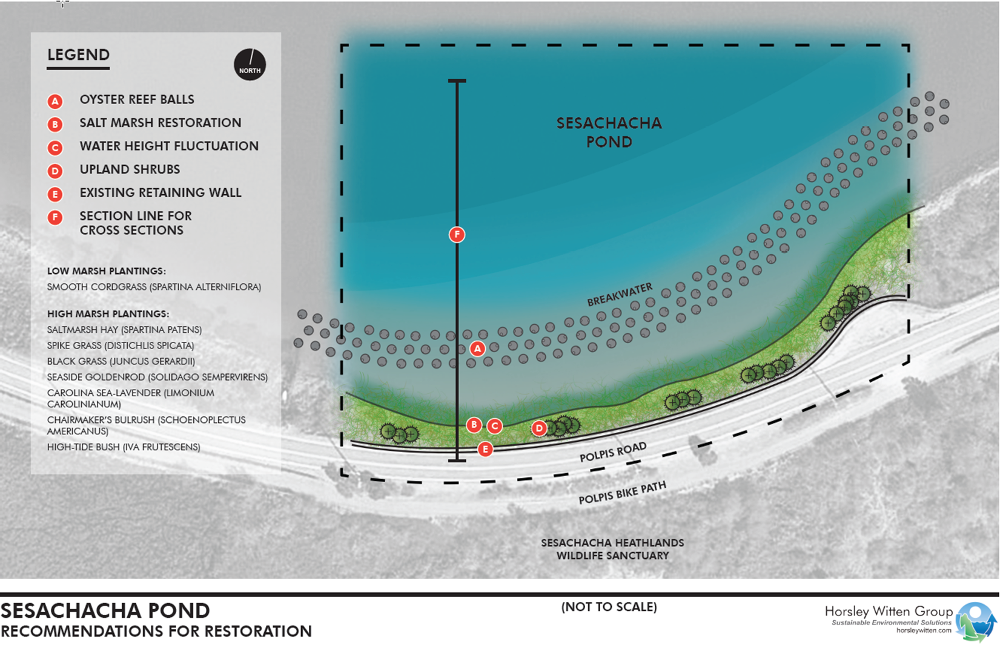 LEGEND
NORTH
A OYSTER REEF BALLS
B SALT MARSH RESTORATION
C WATER HEIGHT FLUCTUATION
D UPLAND SHRUBS
E EXISTING RETAINING WALL
F SECTION LINE FOR
CROSS SECTIONS
LOW MARSH PLANTINGS:
SMOOTH CORDGRASS (SPARTINA ALTERNIFLORA)
HIGH MARSH PLANTINGS:
SALTMARSH HAY (SPARTINA PATENS)
SPIKE GRASS (DISTICHLIS SPICATA)
BLACK GRASS (JUNCUS GERARDII)
SEASIDE GOLDENROD (SOLIDAGO SEMPERVIRENS)
CAROLINA SEA-LAVENDER (LIMONIUM
CAROLINIANUM)
CHAIRMAKER'S BULRUSH (SCHOENOPLECTUS
AMERICANUS)
HIGH-TIDE BUSH (IVA FRUTESCENS)
SESACHACHA
POND
F
BREAKWATER
A
B C D
E
POLPIS ROAD
POLPIS BIKE PATH
SESACHACHA HEATHLANDS
WILDLIFE SANCTUARY
SESACHACHA POND
RECOMMENDATIONS FOR RESTORATION
(NOT TO SCALE)
Horsley Witten Group
Sustainable Environmental Solutions
horsleywitten.com